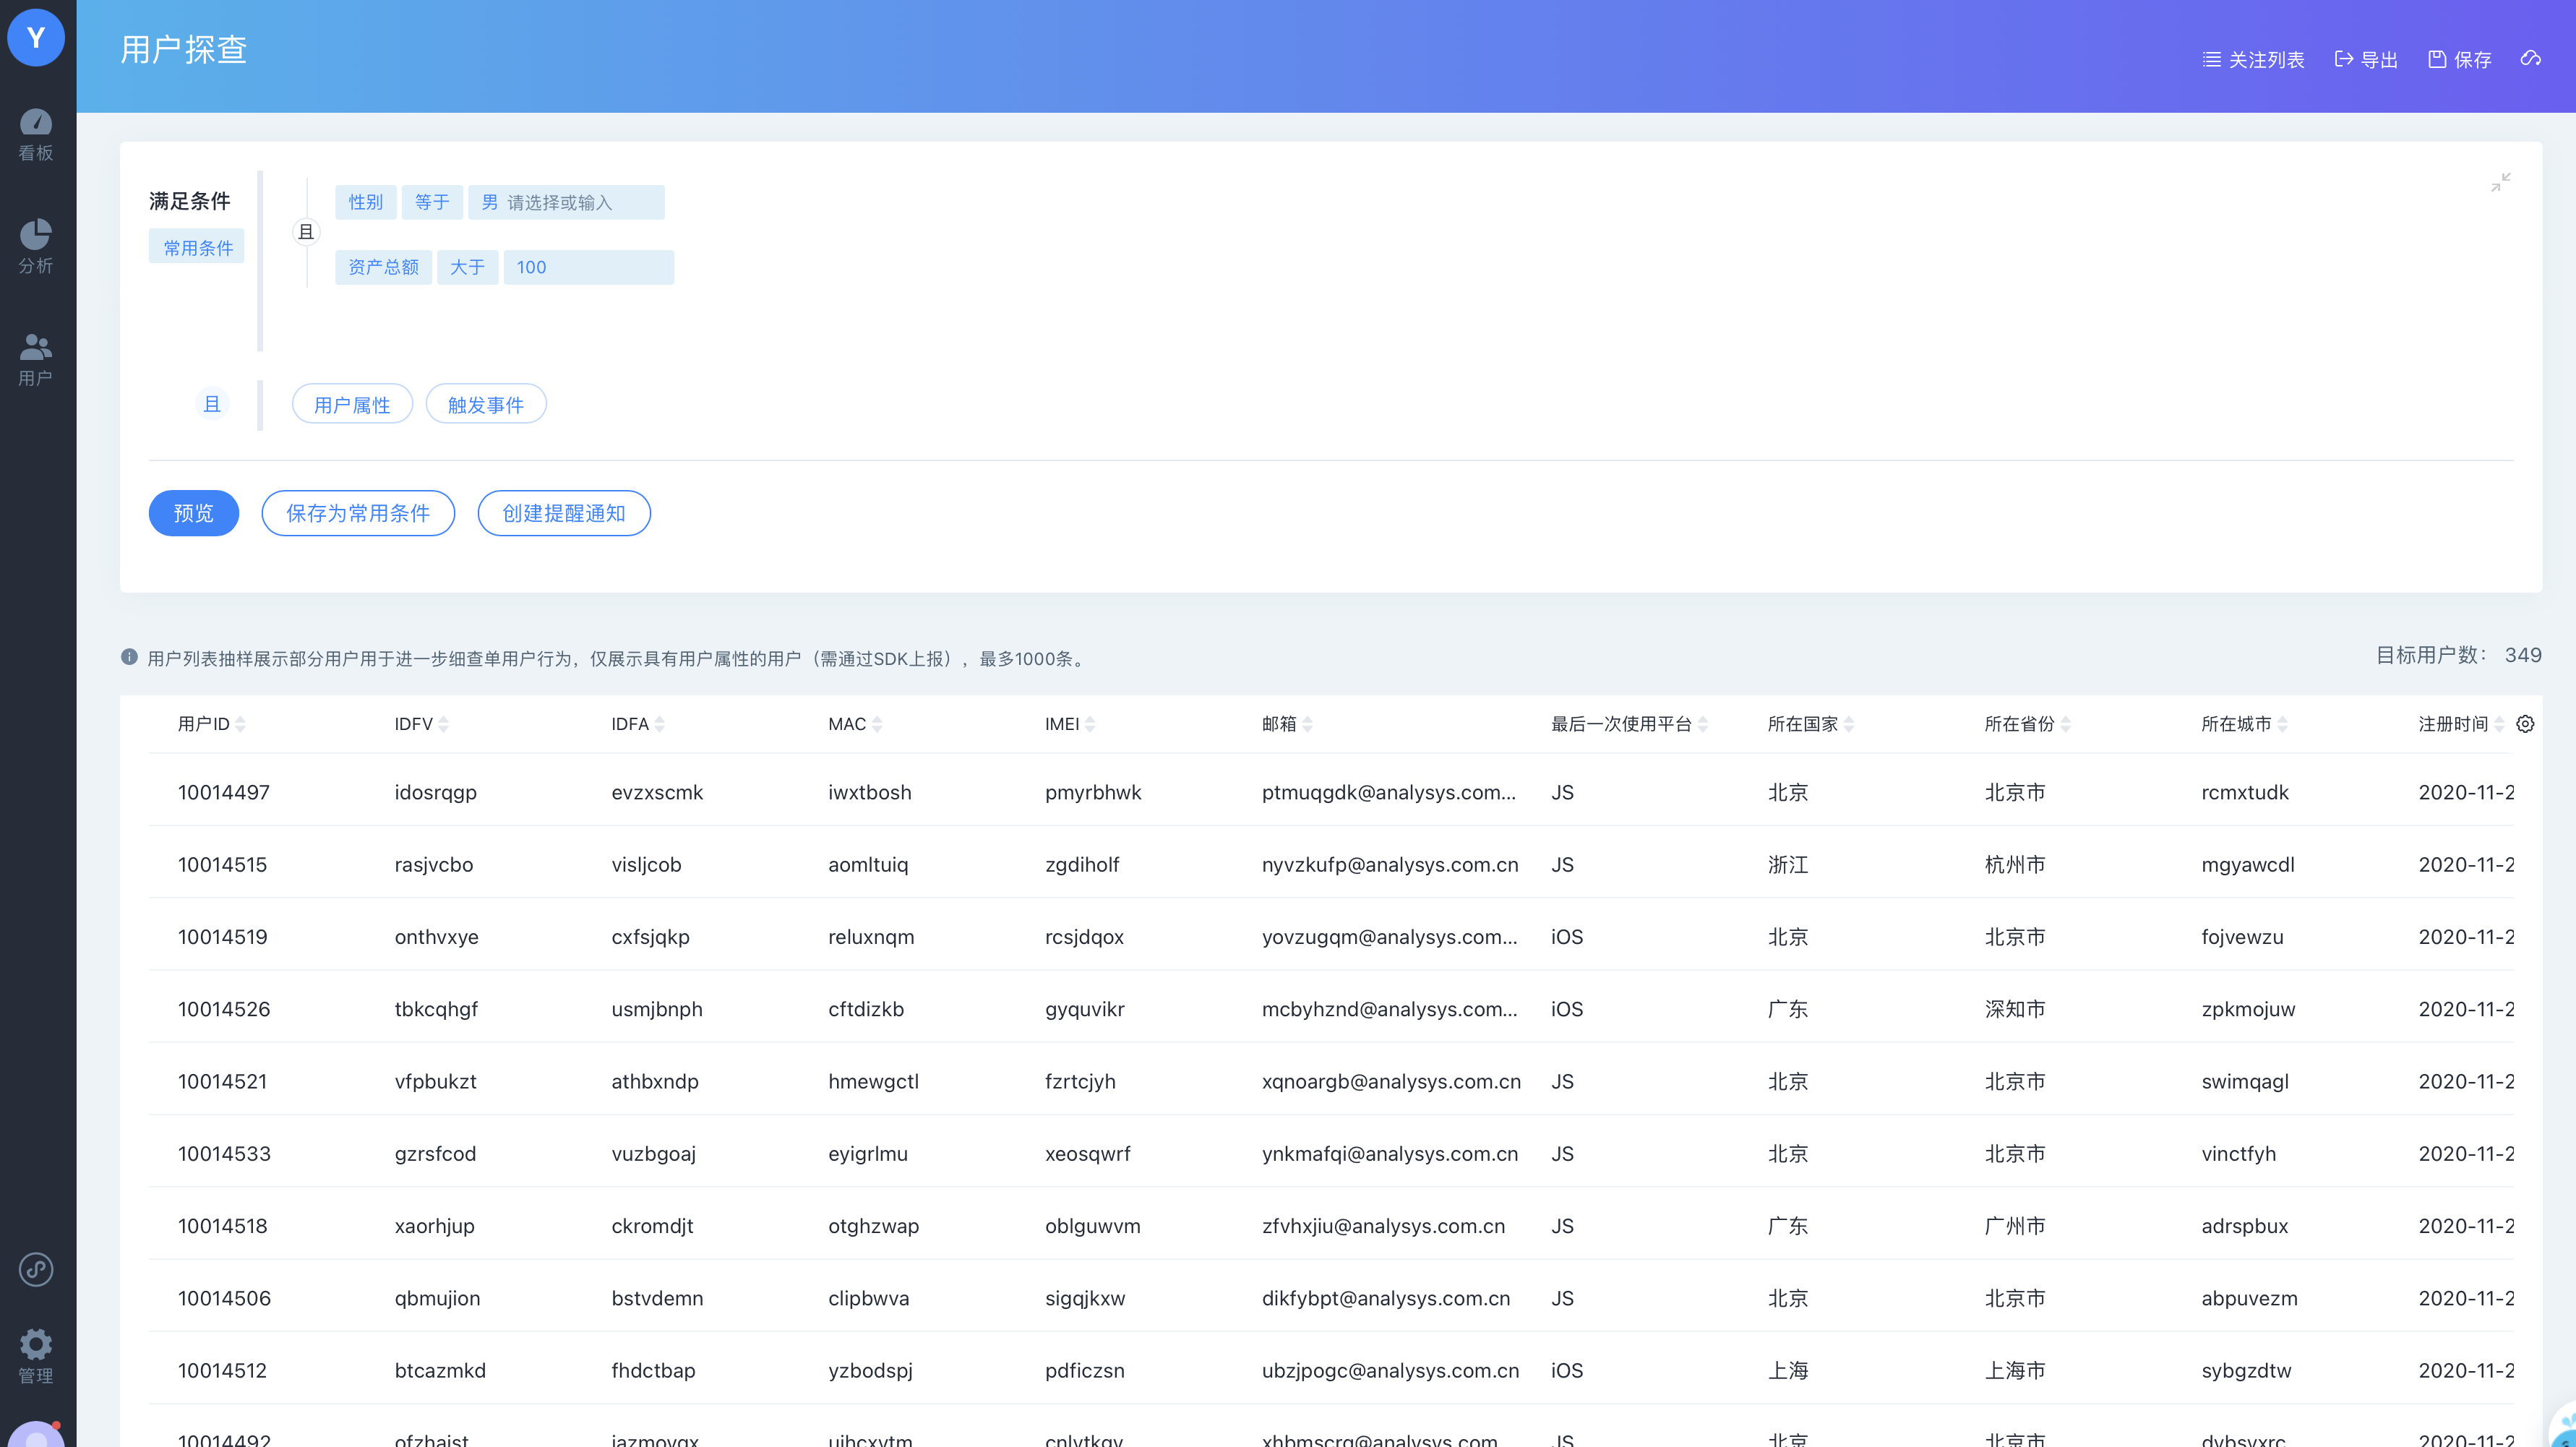 Y
看板
分析
用户
管理
用户探查
关注列表 导出 保存
满足条件
常用条件
且
性别 等于 男 请选择或输入
资产总额 大于 100
且 用户属性 触发事件
预览 保存为常用条件 创建提醒通知
用户列表抽样展示部分用户用于进一步细查单用户行为，仅展示具有用户属性的用户（需通过SDK上报），最多1000条。
目标用户数： 349
用户ID IDFV IDFA MAC IMEI 邮箱 最后一次使用平台 所在国家 所在省份 所在城市 注册时间
10014497 idosrqgp evzxscmk iwxtbosh pmyrbhwk ptmuqgdk@analysys.com... JS 北京 北京市 rcmxtudk 2020-11-2
10014515 rasjvcbo visljcob aomltuiq zgdiholf nyvzkufp@analysys.com.cn JS 浙江 杭州市 mgyawcdl 2020-11-2
10014519 onthvxye cxfsjqkp reluxnqm rcsjdqox yovzugqm@analysys.com... iOS 北京 北京市 fojvewzu 2020-11-2
10014526 tbkcqhgf usmjbnph cftdizkb gyquvikr mcbyhznd@analysys.com... iOS 广东 深知市 zpkmojuw 2020-11-2
10014521 vfpbukzt athbxndp hmewgctl fzrtcjyh xqnoargb@analysys.com.cn JS 北京 北京市 swimqagl 2020-11-2
10014533 gzrsfcod vuzbgoaj eyigrlmu xeosqwrf ynkmafqi@analysys.com.cn JS 北京 北京市 vinctfyh 2020-11-2
10014518 xaorhjup ckromdjt otghzwap oblguwvm zfvhxjiu@analysys.com.cn JS 广东 广州市 adrspbux 2020-11-2
10014506 qbmujion bstvdemn clipbwva sigqjkxw dikfybpt@analysys.com.cn JS 北京 北京市 abpuvezm 2020-11-2
10014512 btcazmkd fhdctbap yzbodspj pdficzsn ubzjpogc@analysys.com.cn iOS 上海 上海市 sybgzdtw 2020-11-2
10014492 JS 北京 北京市 2020-11-2